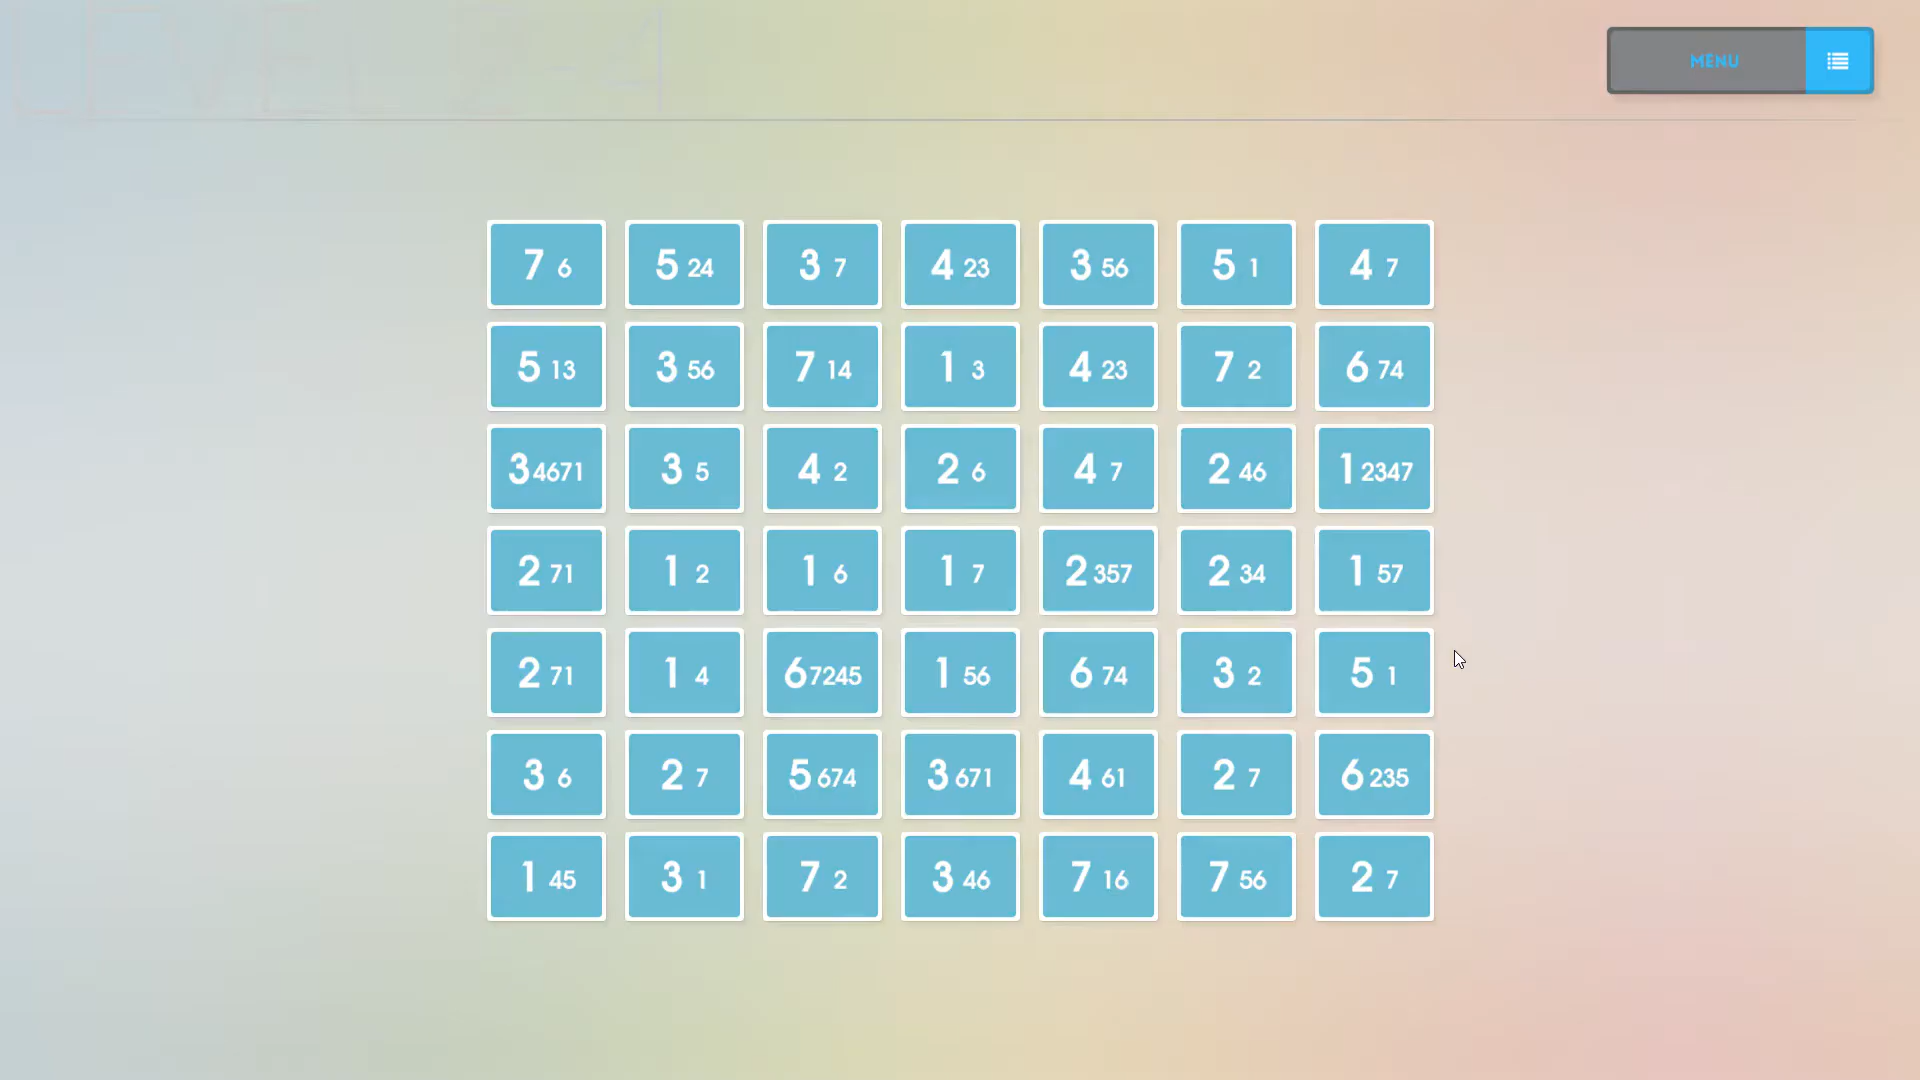 LEVEL 2-4
MENU
7 6 5 24 3 7 4 23 3 56 5 1 4 7
5 13 3 56 7 14 1 3 4 23 7 2 6 74
3 4671 3 5 4 2 2 6 4 7 2 46 1 2347
2 71 1 2 1 6 1 7 2 357 2 34 1 57
2 71 1 4 6 7245 1 56 6 74 3 2 5 1
3 6 2 7 5 674 3 671 4 61 2 7 6 235
1 45 3 1 7 2 3 46 7 16 7 56 2 7